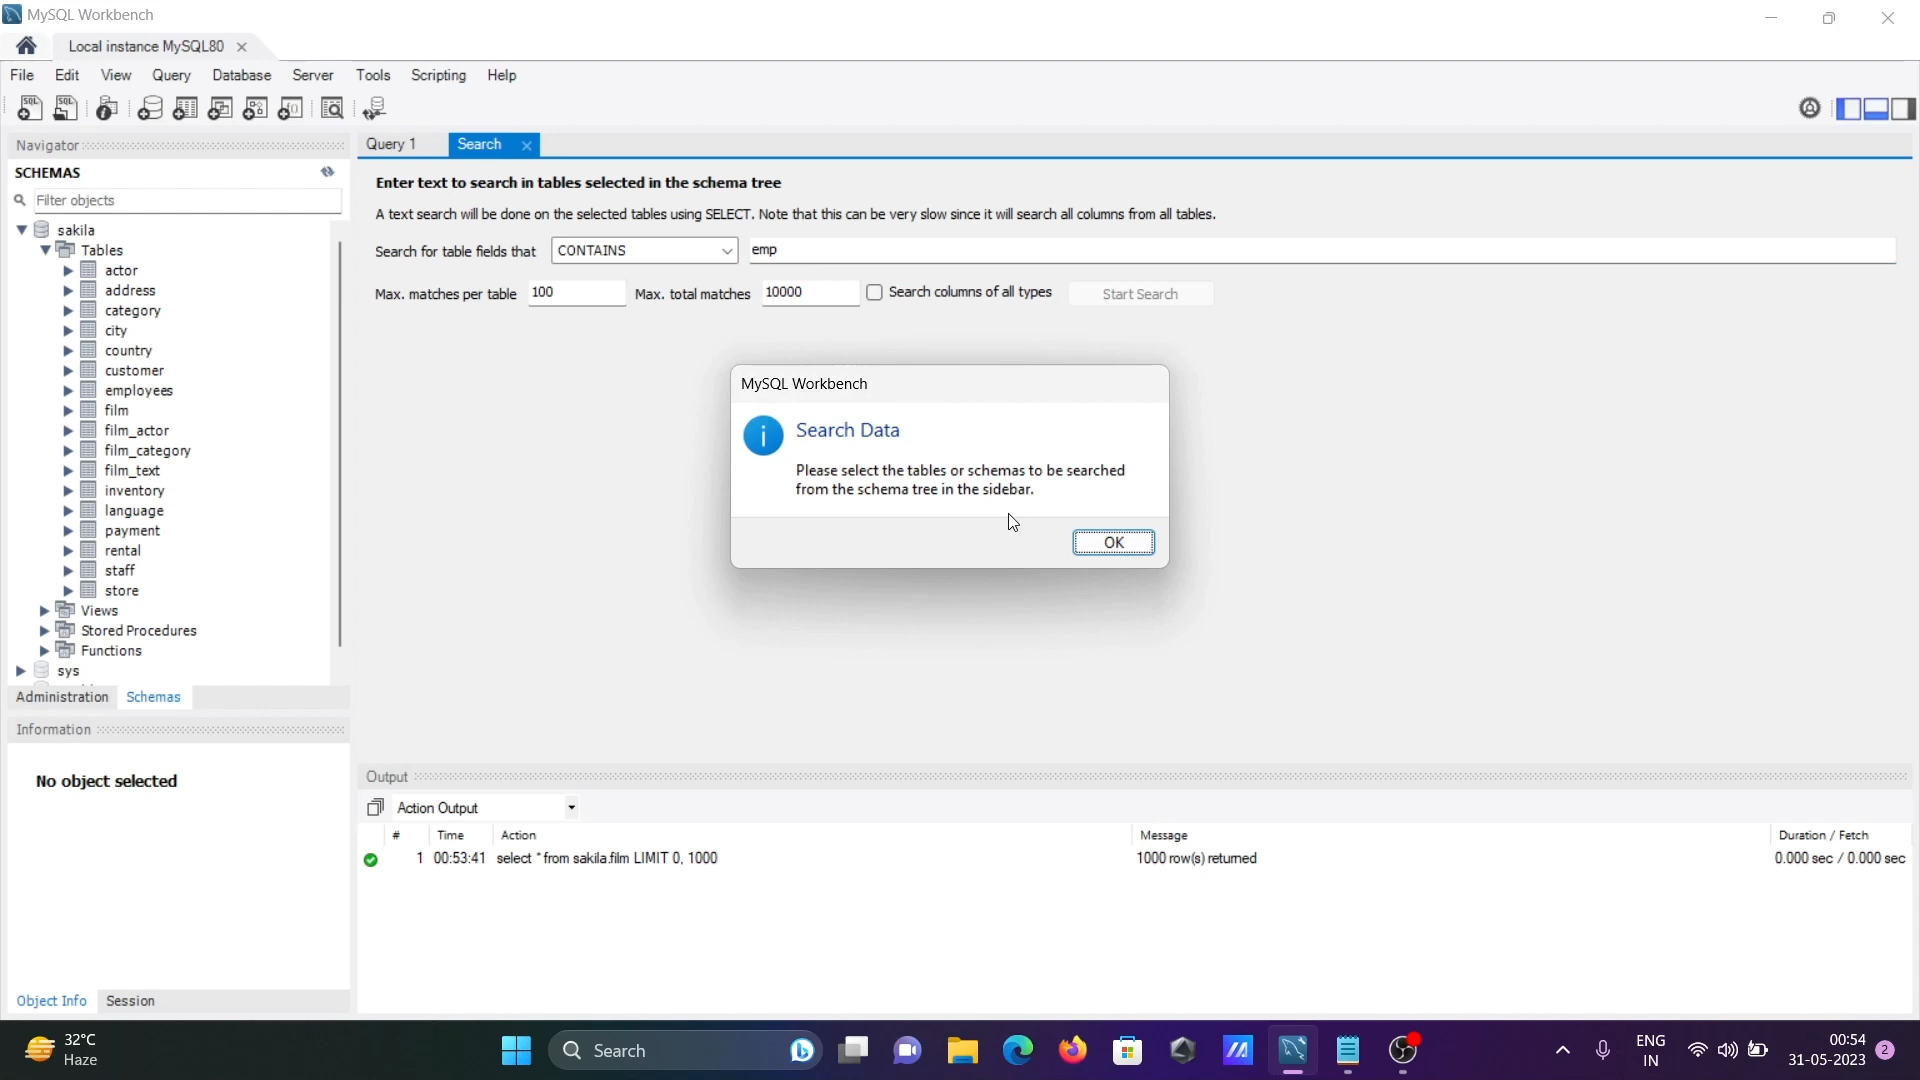 MySQL Workbench
Local instance MySQL80
File Edit View Query Database Server Tools Scripting Help
Navigator
SCHEMAS
Filter objects
sakila
Tables
actor
address
category
city
country
customer
employees
film
film_actor
film_category
film_text
inventory
language
payment
rental
staff
store
Views
Stored Procedures
Functions
sys
Administration Schemas
Information
No object selected
Object Info Session
Query 1 Search
Enter text to search in tables selected in the schema tree
A text search will be done on the selected tables using SELECT. Note that this can be very slow since it will search all columns from all tables.
Search for table fields that CONTAINS emp
Max. matches per table 100 Max. total matches 10000 Search columns of all types Start Search
MySQL Workbench
Search Data
Please select the tables or schemas to be searched
from the schema tree in the sidebar.
OK
Output
Action Output
# Time Action Message Duration / Fetch
1 00:53:41 select * from sakila.film LIMIT 0, 1000 1000 row(s) returned 0.000 sec / 0.000 sec
32°C
Haze
Search
ENG
IN
00:54
31-05-2023
2